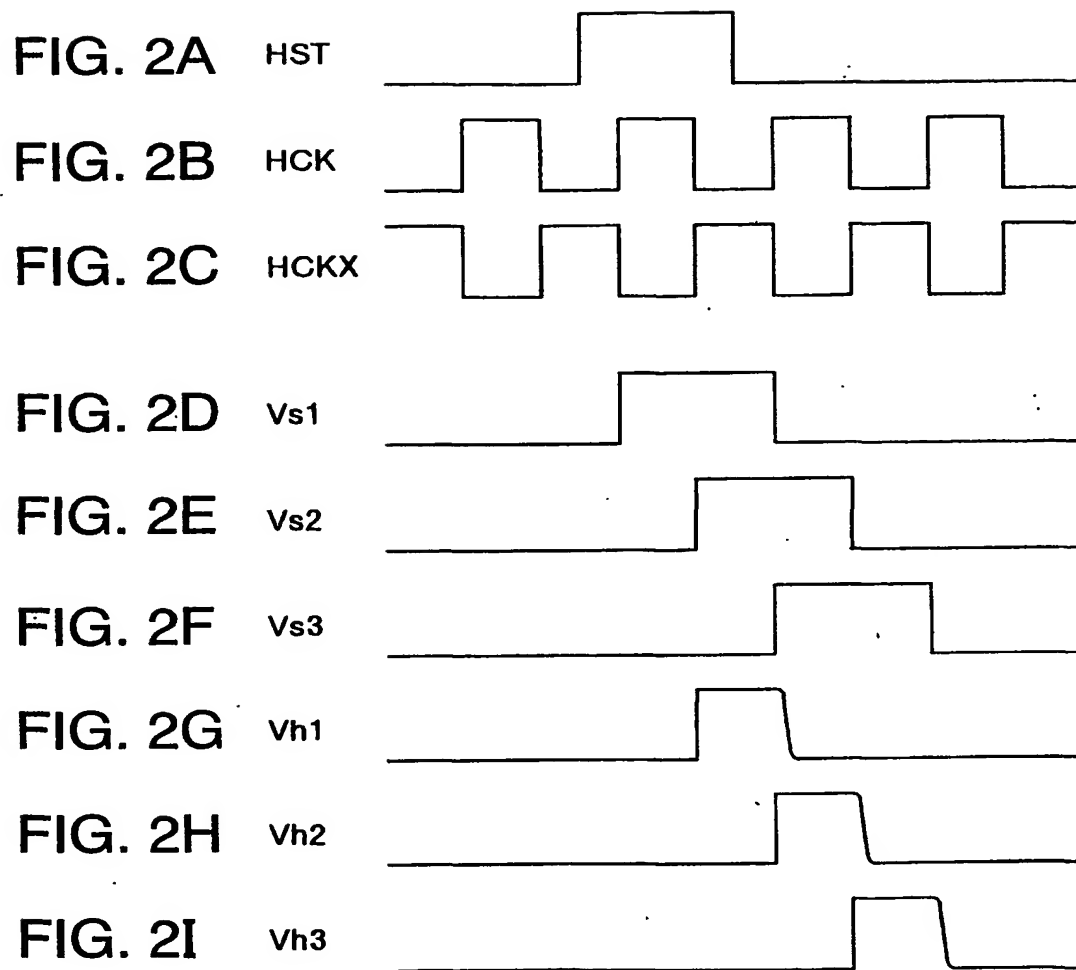 FIG. 2A HST
FIG. 2B HCK
FIG. 2C HCKX
FIG. 2D Vs1
FIG. 2E Vs2
FIG. 2F Vs3
FIG. 2G Vh1
FIG. 2H Vh2
FIG. 2I Vh3